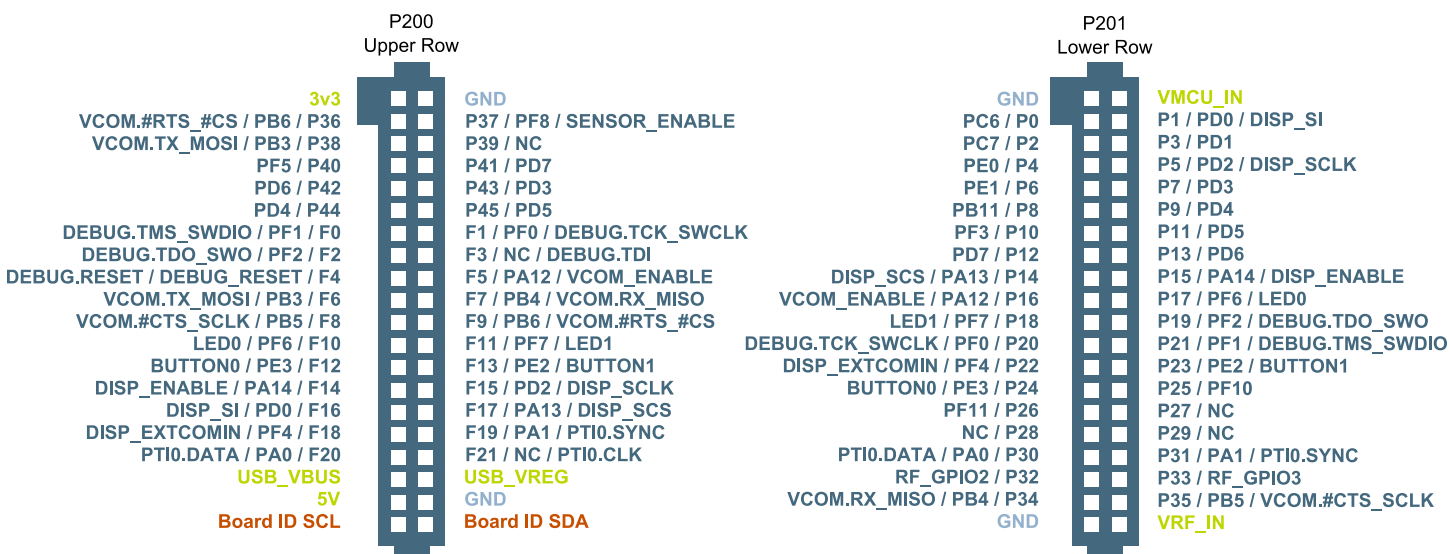 P200
Upper Row
3v3 GND
VCOM.#RTS_#CS / PB6 / P36 P37 / PF8 / SENSOR_ENABLE
VCOM.TX_MOSI / PB3 / P38 P39 / NC
PF5 / P40 P41 / PD7
PD6 / P42 P43 / PD3
PD4 / P44 P45 / PD5
DEBUG.TMS_SWDIO / PF1 / F0 F1 / PF0 / DEBUG.TCK_SWCLK
DEBUG.TDO_SWO / PF2 / F2 F3 / NC / DEBUG.TDI
DEBUG.RESET / DEBUG_RESET / F4 F5 / PA12 / VCOM_ENABLE
VCOM.TX_MOSI / PB3 / F6 F7 / PB4 / VCOM.RX_MISO
VCOM.#CTS_SCLK / PB5 / F8 F9 / PB6 / VCOM.#RTS_#CS
LED0 / PF6 / F10 F11 / PF7 / LED1
BUTTON0 / PE3 / F12 F13 / PE2 / BUTTON1
DISP_ENABLE / PA14 / F14 F15 / PD2 / DISP_SCLK
DISP_SI / PD0 / F16 F17 / PA13 / DISP_SCS
DISP_EXTCOMIN / PF4 / F18 F19 / PA1 / PTI0.SYNC
PTI0.DATA / PA0 / F20 F21 / NC / PTI0.CLK
USB_VBUS USB_VREG
5V GND
Board ID SCL Board ID SDA
P201
Lower Row
GND VMCU_IN
PC6 / P0 P1 / PD0 / DISP_SI
PC7 / P2 P3 / PD1
PE0 / P4 P5 / PD2 / DISP_SCLK
PE1 / P6 P7 / PD3
PB11 / P8 P9 / PD4
PF3 / P10 P11 / PD5
PD7 / P12 P13 / PD6
DISP_SCS / PA13 / P14 P15 / PA14 / DISP_ENABLE
VCOM_ENABLE / PA12 / P16 P17 / PF6 / LED0
LED1 / PF7 / P18 P19 / PF2 / DEBUG.TDO_SWO
DEBUG.TCK_SWCLK / PF0 / P20 P21 / PF1 / DEBUG.TMS_SWDIO
DISP_EXTCOMIN / PF4 / P22 P23 / PE2 / BUTTON1
BUTTON0 / PE3 / P24 P25 / PF10
PF11 / P26 P27 / NC
NC / P28 P29 / NC
PTI0.DATA / PA0 / P30 P31 / PA1 / PTI0.SYNC
RF_GPIO2 / P32 P33 / RF_GPIO3
VCOM.RX_MISO / PB4 / P34 P35 / PB5 / VCOM.#CTS_SCLK
GND VRF_IN